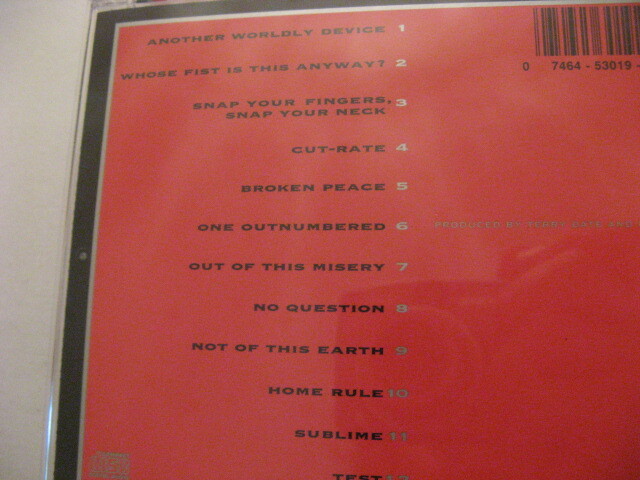 ANOTHER WORLDLY DEVICE 1
WHOSE FIST IS THIS ANYWAY? 2
SNAP YOUR FINGERS, 3
SNAP YOUR NECK
CUT-RATE 4
BROKEN PEACE 5
ONE OUTNUMBERED 6
OUT OF THIS MISERY 7
NO QUESTION 8
NOT OF THIS EARTH 9
HOME RULE 10
SUBLIME 11
TEST 12
0 7464-53019-
PRODUCED BY TERRY DATE AND